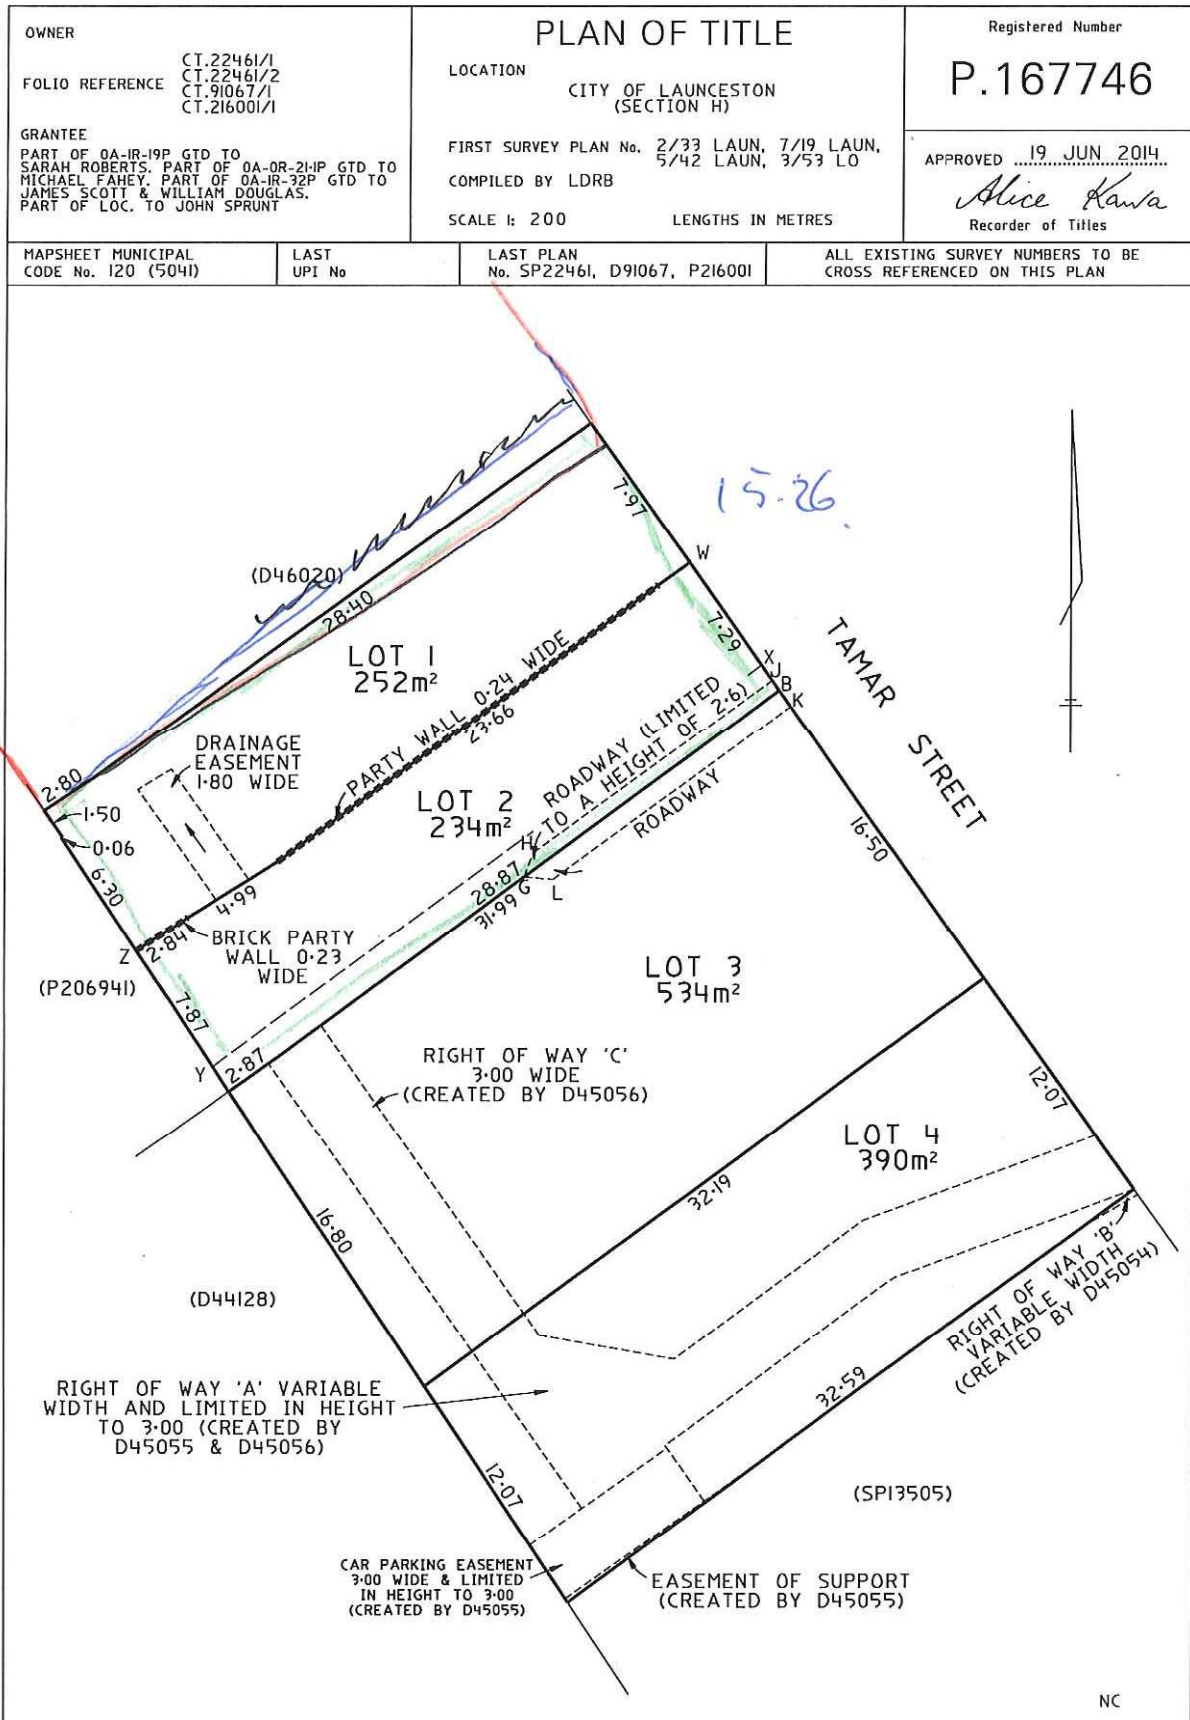 OWNER
FOLIO REFERENCE
CT.22461/1
CT.22461/2
CT.91067/1
CT.216001/1
GRANTEE
PART OF 0A-1R-19P GTD TO
SARAH ROBERTS. PART OF 0A-0R-21·1P GTD TO
MICHAEL FAHEY. PART OF 0A-1R-32P GTD TO
JAMES SCOTT & WILLIAM DOUGLAS.
PART OF LOC. TO JOHN SPRUNT
PLAN OF TITLE
LOCATION
CITY OF LAUNCESTON
(SECTION H)
FIRST SURVEY PLAN No. 2/33 LAUN, 7/19 LAUN,
5/42 LAUN, 3/53 LO
COMPILED BY LDRB
SCALE 1: 200
LENGTHS IN METRES
Registered Number
P.167746
APPROVED 19 JUN 2014
Alice Kawa
Recorder of Titles
MAPSHEET MUNICIPAL
CODE No. 120 (5041)
LAST
UPI No
LAST PLAN
No. SP22461, D91067, P216001
ALL EXISTING SURVEY NUMBERS TO BE
CROSS REFERENCED ON THIS PLAN
7·97
15·26.
W
(D46020)
28·40
7·29
TAMAR STREET
LOT 1
252m²
X
J
B
K
PARTY WALL 0·24 WIDE
23·66
DRAINAGE
EASEMENT
1·80 WIDE
ROADWAY (LIMITED
TO A HEIGHT OF 2·6)
2·80
1·50
0·06
6·30
LOT 2
234m²
H
ROADWAY
16·50
28·87
31·99
G
L
4·99
Z
2·84
BRICK PARTY
WALL 0·23
WIDE
(P206941)
7·87
LOT 3
534m²
Y
2·87
RIGHT OF WAY 'C'
3·00 WIDE
(CREATED BY D45056)
12·07
LOT 4
390m²
32·19
16·80
RIGHT OF WAY 'B'
VARIABLE WIDTH
(CREATED BY D45054)
(D44128)
RIGHT OF WAY 'A' VARIABLE
WIDTH AND LIMITED IN HEIGHT
TO 3·00 (CREATED BY
D45055 & D45056)
32·59
12·07
(SP13505)
CAR PARKING EASEMENT
3·00 WIDE & LIMITED
IN HEIGHT TO 3·00
(CREATED BY D45055)
EASEMENT OF SUPPORT
(CREATED BY D45055)
NC